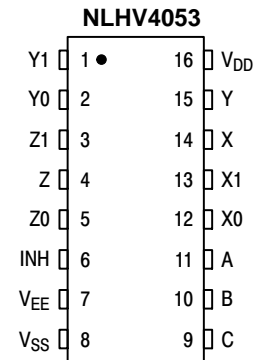 NLHV4053
Y1 1 16 VDD
Y0 2 15 Y
Z1 3 14 X
Z 4 13 X1
Z0 5 12 X0
INH 6 11 A
VEE 7 10 B
VSS 8 9 C